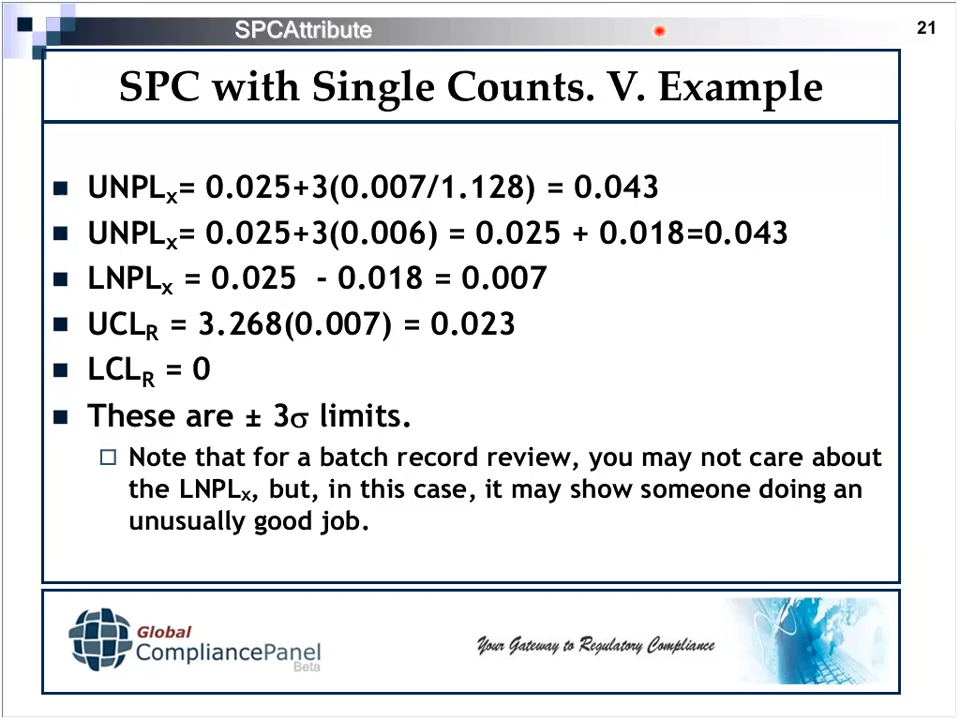 SPCAttribute
21
SPC with Single Counts. V. Example
UNPLx= 0.025+3(0.007/1.128) = 0.043
UNPLx= 0.025+3(0.006) = 0.025 + 0.018=0.043
LNPLx = 0.025 - 0.018 = 0.007
UCLR = 3.268(0.007) = 0.023
LCLR = 0
These are ± 3σ limits.
Note that for a batch record review, you may not care about
the LNPLx, but, in this case, it may show someone doing an
unusually good job.
Global
CompliancePanel
Beta
Your Gateway to Regulatory Compliance